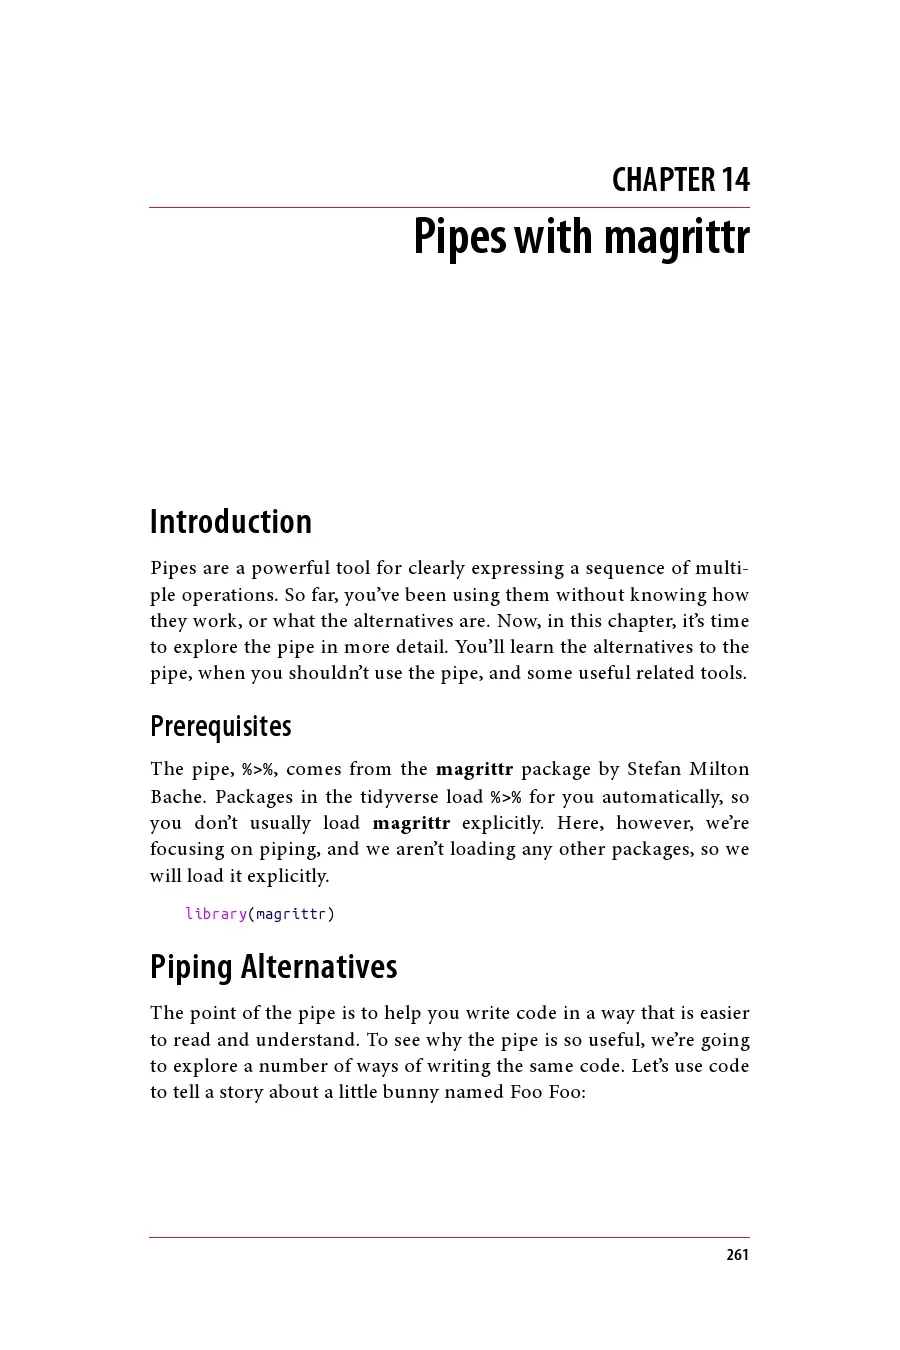 CHAPTER 14
Pipes with magrittr
Introduction
Pipes are a powerful tool for clearly expressing a sequence of multi-
ple operations. So far, you’ve been using them without knowing how
they work, or what the alternatives are. Now, in this chapter, it’s time
to explore the pipe in more detail. You’ll learn the alternatives to the
pipe, when you shouldn’t use the pipe, and some useful related tools.
Prerequisites
The pipe, %>%, comes from the magrittr package by Stefan Milton
Bache. Packages in the tidyverse load %>% for you automatically, so
you don’t usually load magrittr explicitly. Here, however, we’re
focusing on piping, and we aren’t loading any other packages, so we
will load it explicitly.
library(magrittr)
Piping Alternatives
The point of the pipe is to help you write code in a way that is easier
to read and understand. To see why the pipe is so useful, we’re going
to explore a number of ways of writing the same code. Let’s use code
to tell a story about a little bunny named Foo Foo:
261